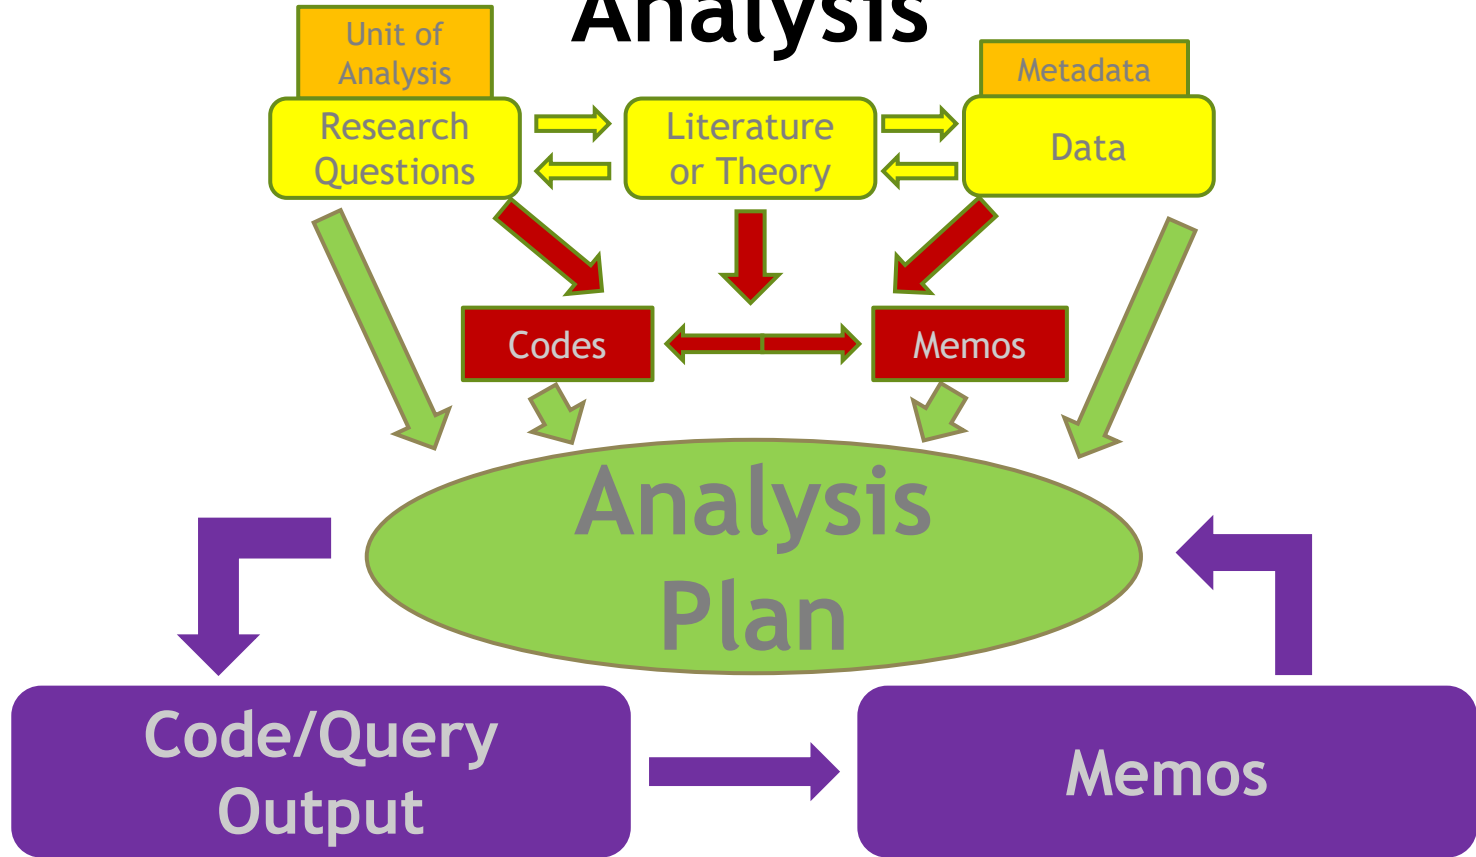 Analysis
Unit of
Analysis
Metadata
Research
Questions
Literature
or Theory
Data
Codes
Memos
Analysis
Plan
Code/Query
Output
Memos